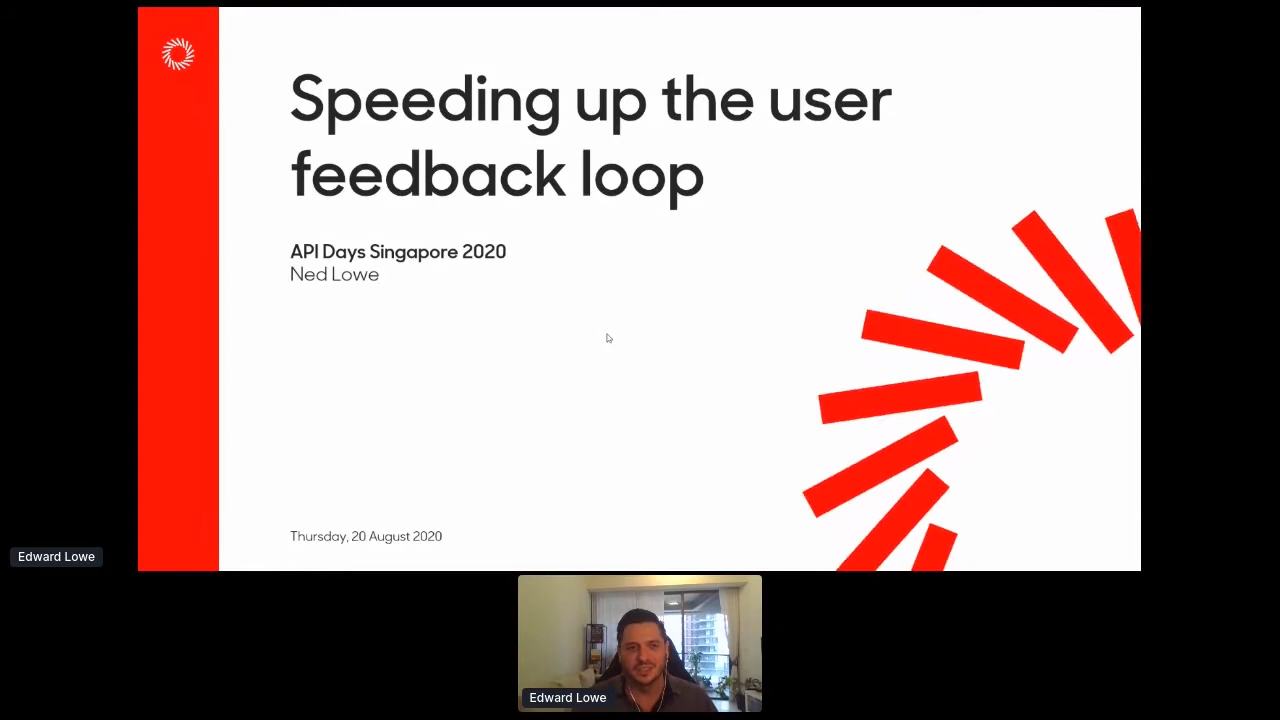 Speeding up the user
feedback loop
API Days Singapore 2020
Ned Lowe
Thursday, 20 August 2020
Edward Lowe
Edward Lowe